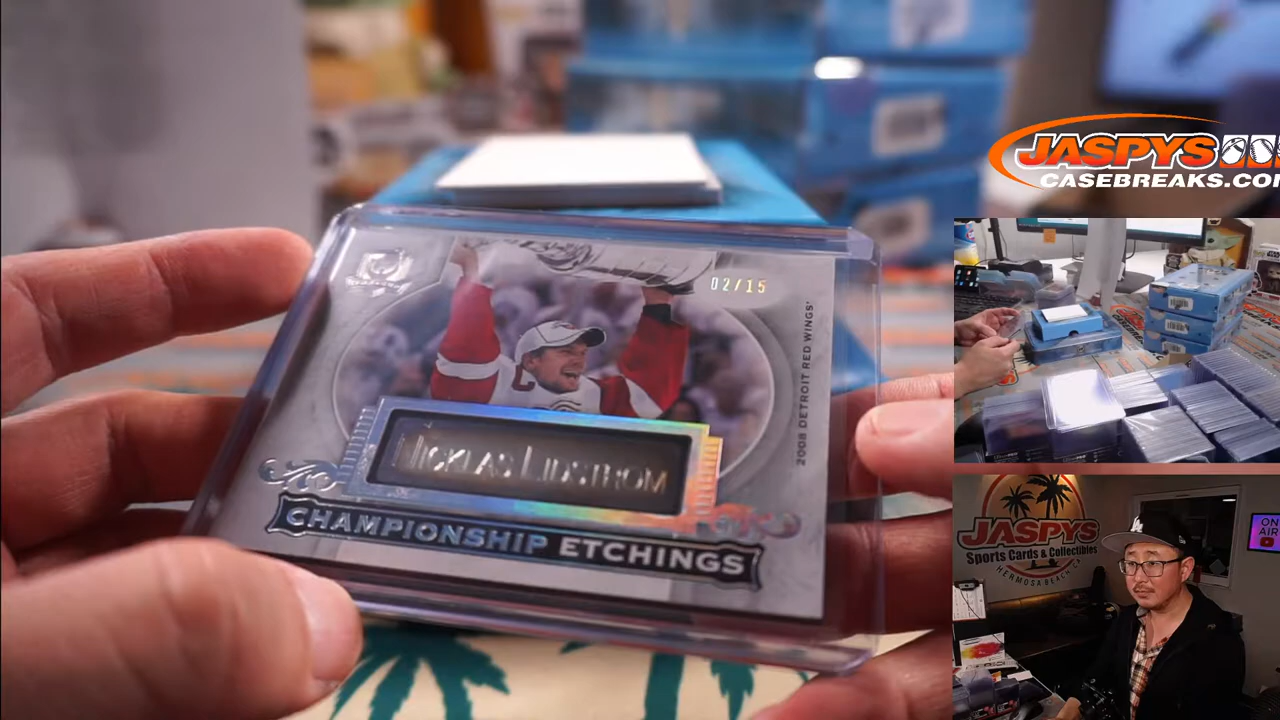 JASPYS
CASEBREAKS.COM
02/15
2008 DETROIT RED WINGS
NICKLAS LIDSTROM
CHAMPIONSHIP ETCHINGS
JASPYS
Sports Cards & Collectibles
HERMOSA BEACH CA
ON
AIR